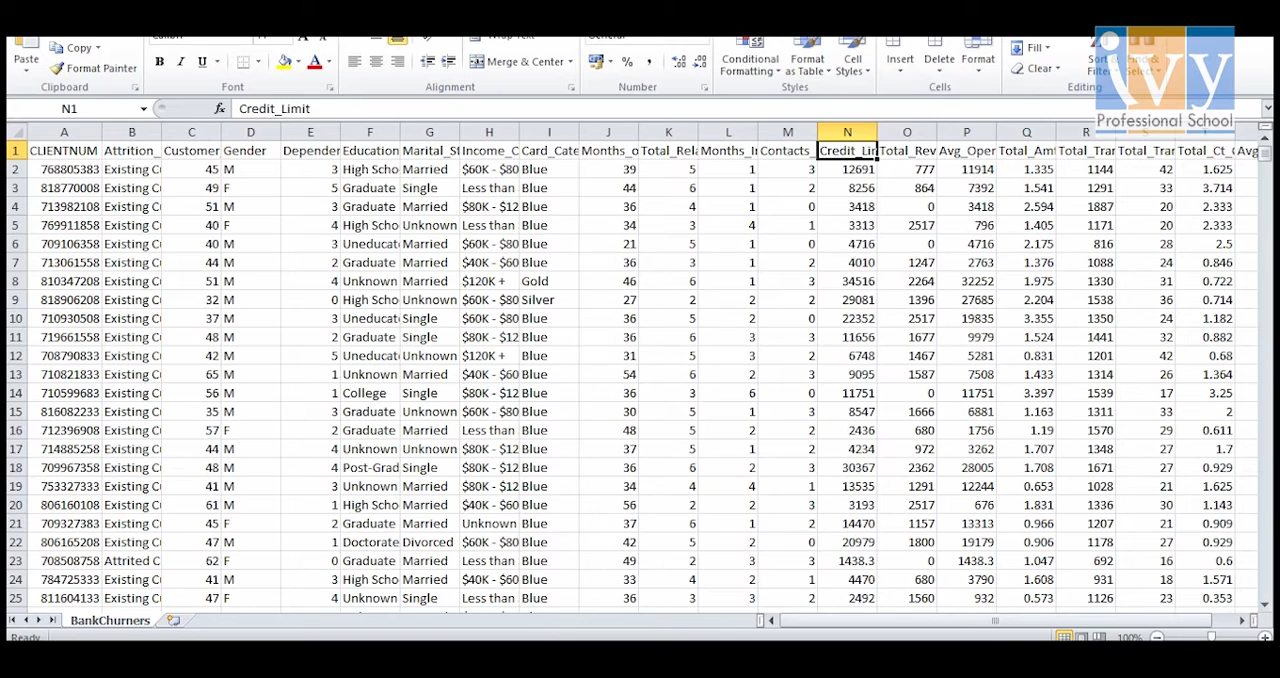 Copy
Paste
Format Painter
Clipboard
B I U
A
Font
Merge & Center
Alignment
% ,
Number
Conditional Formatting
Format as Table
Cell Styles
Styles
Insert Delete Format
Cells
Fill
Clear
Editing
ivy
Professional School
N1 fx Credit_Limit
A B C D E F G H I J K L M N O P Q R
1 CLIENTNUM Attrition_ Customer Gender Depender Education Marital_St Income_C Card_Cate Months_o Total_Rela Months_I Contacts_ Credit_Lir Total_Rev Avg_Oper Total_Amt Total_Tran Total_Tran Total_Ct_ Avg
2 768805383 Existing Cu 45 M 3 High Scho Married $60K - $80 Blue 39 5 1 3 12691 777 11914 1.335 1144 42 1.625
3 818770008 Existing Cu 49 F 5 Graduate Single Less than Blue 44 6 1 2 8256 864 7392 1.541 1291 33 3.714
4 713982108 Existing Cu 51 M 3 Graduate Married $80K - $12 Blue 36 4 1 0 3418 0 3418 2.594 1887 20 2.333
5 769911858 Existing Cu 40 F 4 High Scho Unknown Less than Blue 34 3 4 1 3313 2517 796 1.405 1171 20 2.333
6 709106358 Existing Cu 40 M 3 Uneducat Married $60K - $80 Blue 21 5 1 0 4716 0 4716 2.175 816 28 2.5
7 713061558 Existing Cu 44 M 2 Graduate Married $40K - $60 Blue 36 3 1 2 4010 1247 2763 1.376 1088 24 0.846
8 810347208 Existing Cu 51 M 4 Unknown Married $120K + Gold 46 6 1 3 34516 2264 32252 1.975 1330 31 0.722
9 818906208 Existing Cu 32 M 0 High Scho Unknown $60K - $80 Silver 27 2 2 2 29081 1396 27685 2.204 1538 36 0.714
10 710930508 Existing Cu 37 M 3 Uneducat Single $60K - $80 Blue 36 5 2 0 22352 2517 19835 3.355 1350 24 1.182
11 719661558 Existing Cu 48 M 2 Graduate Single $80K - $12 Blue 36 6 3 3 11656 1677 9979 1.524 1441 32 0.882
12 708790833 Existing Cu 42 M 5 Uneducat Unknown $120K + Blue 31 5 3 2 6748 1467 5281 0.831 1201 42 0.68
13 710821833 Existing Cu 65 M 1 Unknown Married $40K - $60 Blue 54 6 2 3 9095 1587 7508 1.433 1314 26 1.364
14 710599683 Existing Cu 56 M 1 College Single $80K - $12 Blue 36 3 6 0 11751 0 11751 3.397 1539 17 3.25
15 816082233 Existing Cu 35 M 3 Graduate Unknown $60K - $80 Blue 30 5 1 3 8547 1666 6881 1.163 1311 33 2
16 712396908 Existing Cu 57 F 2 Graduate Married Less than Blue 48 5 2 2 2436 680 1756 1.19 1570 29 0.611
17 714885258 Existing Cu 44 M 4 Unknown Unknown $80K - $12 Blue 37 5 1 2 4234 972 3262 1.707 1348 27 1.7
18 709967358 Existing Cu 48 M 4 Post-Grad Single $80K - $12 Blue 36 6 2 3 30367 2362 28005 1.708 1671 27 0.929
19 753327333 Existing Cu 41 M 3 Unknown Married $80K - $12 Blue 34 4 4 1 13535 1291 12244 0.653 1028 21 1.625
20 806160108 Existing Cu 61 M 1 High Scho Married $40K - $60 Blue 56 2 2 3 3193 2517 676 1.831 1336 30 1.143
21 709327383 Existing Cu 45 F 2 Graduate Married Unknown Blue 37 6 1 2 14470 1157 13313 0.966 1207 21 0.909
22 806165208 Existing Cu 47 M 1 Doctorate Divorced $60K - $80 Blue 42 5 2 0 20979 1800 19179 0.906 1178 27 0.929
23 708508758 Attrited C 62 F 0 Graduate Married Less than Blue 49 2 3 3 1438.3 0 1438.3 1.047 692 16 0.6
24 784725333 Existing Cu 41 M 3 High Scho Married $40K - $60 Blue 33 4 2 1 4470 680 3790 1.608 931 18 1.571
25 811604133 Existing Cu 47 F 4 Unknown Single Less than Blue 36 3 3 2 2492 1560 932 0.573 1126 23 0.353
BankChurners
Ready 100%